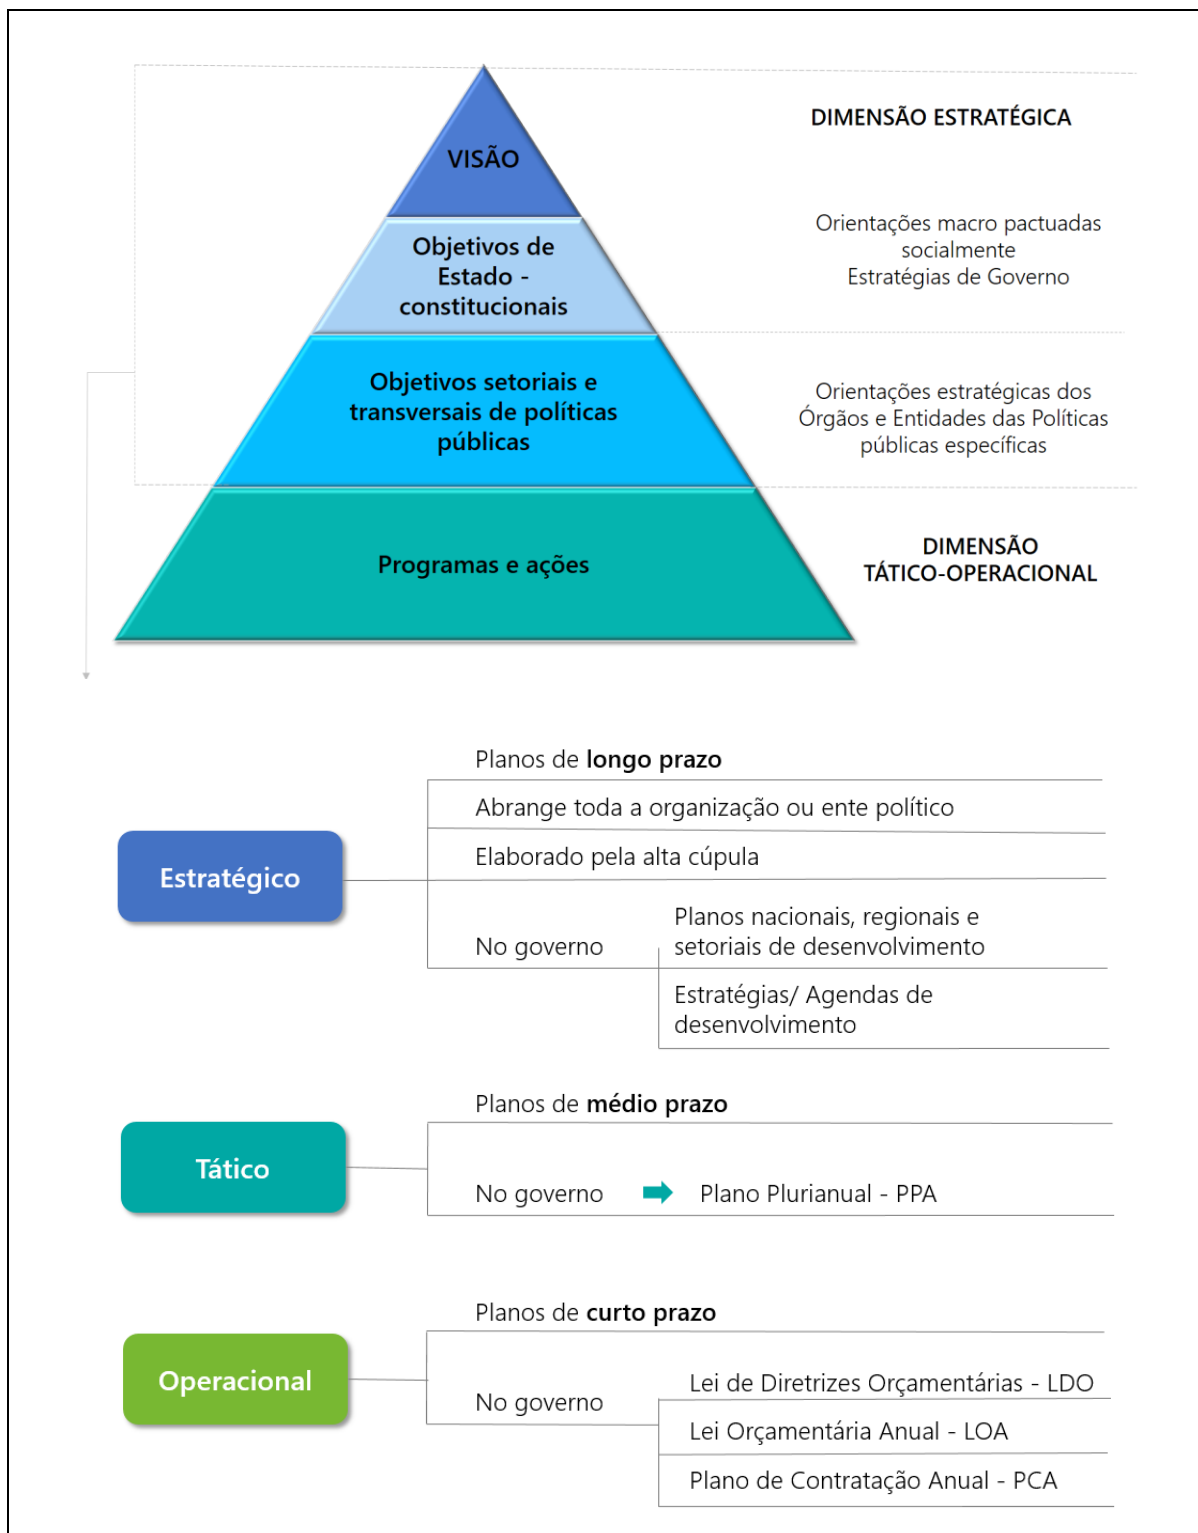 DIMENSÃO ESTRATÉGICA
VISÃO
Orientações macro pactuadas
socialmente
Estratégias de Governo
Objetivos de
Estado -
constitucionais
Objetivos setoriais e
transversais de políticas
públicas
Orientações estratégicas dos
Órgãos e Entidades das Políticas
públicas específicas
Programas e ações
DIMENSÃO
TÁTICO-OPERACIONAL
Estratégico
Planos de longo prazo
Abrange toda a organização ou ente político
Elaborado pela alta cúpula
No governo
Planos nacionais, regionais e
setoriais de desenvolvimento
Estratégias/ Agendas de
desenvolvimento
Tático
Planos de médio prazo
No governo
Plano Plurianual - PPA
Operacional
Planos de curto prazo
No governo
Lei de Diretrizes Orçamentárias - LDO
Lei Orçamentária Anual - LOA
Plano de Contratação Anual - PCA